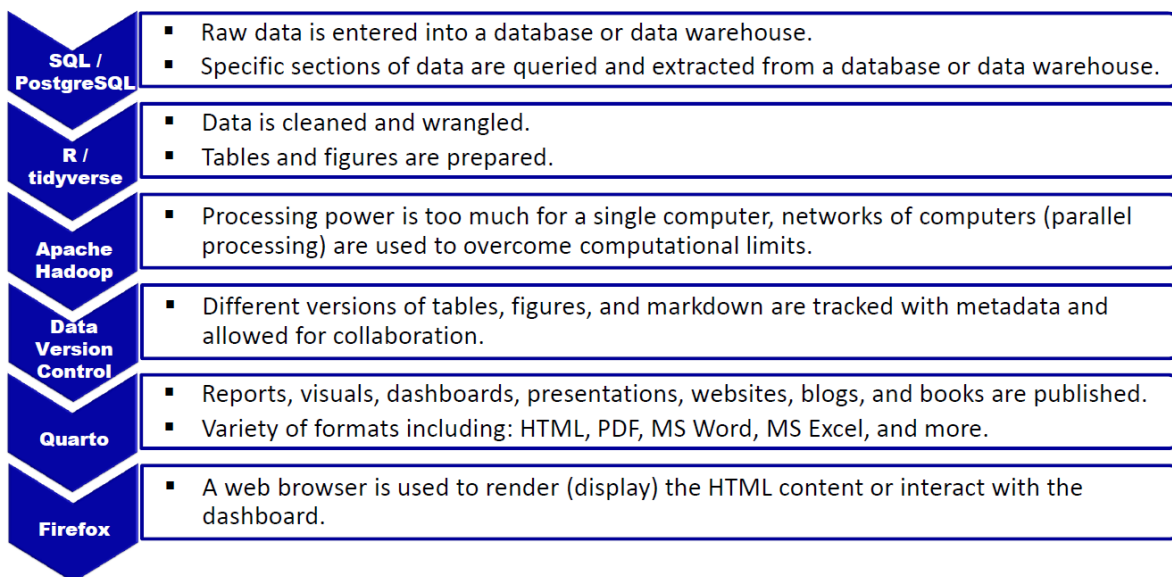 SQL /
PostgreSQL
▪ Raw data is entered into a database or data warehouse.
▪ Specific sections of data are queried and extracted from a database or data warehouse.
R /
tidyverse
▪ Data is cleaned and wrangled.
▪ Tables and figures are prepared.
Apache
Hadoop
▪ Processing power is too much for a single computer, networks of computers (parallel
processing) are used to overcome computational limits.
Data
Version
Control
▪ Different versions of tables, figures, and markdown are tracked with metadata and
allowed for collaboration.
Quarto
▪ Reports, visuals, dashboards, presentations, websites, blogs, and books are published.
▪ Variety of formats including: HTML, PDF, MS Word, MS Excel, and more.
Firefox
▪ A web browser is used to render (display) the HTML content or interact with the
dashboard.